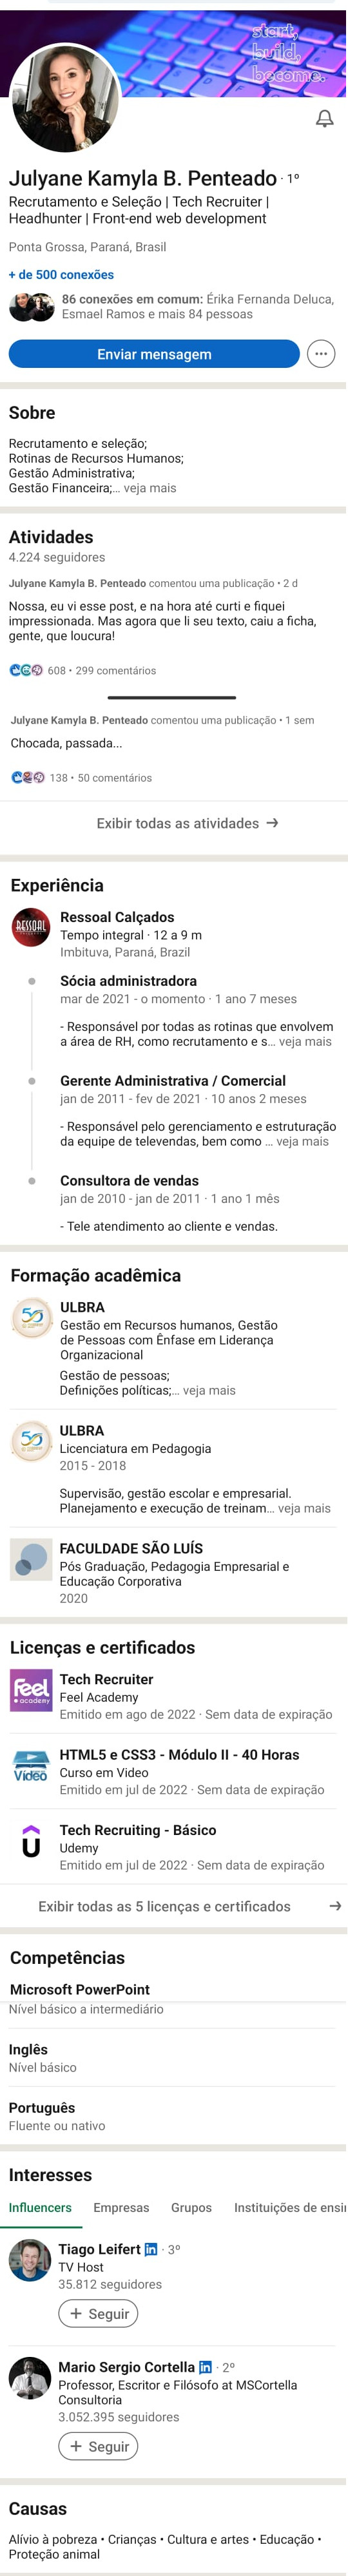 start,
build,
become.
Julyane Kamyla B. Penteado · 1º
Recrutamento e Seleção | Tech Recruiter |
Headhunter | Front-end web development
Ponta Grossa, Paraná, Brasil
+ de 500 conexões
86 conexões em comum: Érika Fernanda Deluca,
Esmael Ramos e mais 84 pessoas
Enviar mensagem
Sobre
Recrutamento e seleção;
Rotinas de Recursos Humanos;
Gestão Administrativa;
Gestão Financeira;... veja mais
Atividades
4.224 seguidores
Julyane Kamyla B. Penteado comentou uma publicação • 2 d
Nossa, eu vi esse post, e na hora até curti e fiquei
impressionada. Mas agora que li seu texto, caiu a ficha,
gente, que loucura!
608 • 299 comentários
Julyane Kamyla B. Penteado comentou uma publicação • 1 sem
Chocada, passada...
138 • 50 comentários
Exibir todas as atividades →
Experiência
RESSOAL
Ressoal Calçados
Tempo integral · 12 a 9 m
Imbituva, Paraná, Brazil
Sócia administradora
mar de 2021 - o momento · 1 ano 7 meses
- Responsável por todas as rotinas que envolvem
a área de RH, como recrutamento e s... veja mais
Gerente Administrativa / Comercial
jan de 2011 - fev de 2021 · 10 anos 2 meses
- Responsável pelo gerenciamento e estruturação
da equipe de televendas, bem como ... veja mais
Consultora de vendas
jan de 2010 - jan de 2011 · 1 ano 1 mês
- Tele atendimento ao cliente e vendas.
Formação acadêmica
50
ULBRA
Gestão em Recursos humanos, Gestão
de Pessoas com Ênfase em Liderança
Organizacional
Gestão de pessoas;
Definições políticas;... veja mais
50
ULBRA
Licenciatura em Pedagogia
2015 - 2018
Supervisão, gestão escolar e empresarial.
Planejamento e execução de treinam... veja mais
FACULDADE SÃO LUÍS
Pós Graduação, Pedagogia Empresarial e
Educação Corporativa
2020
Licenças e certificados
feel
academy
Tech Recruiter
Feel Academy
Emitido em ago de 2022 · Sem data de expiração
Vídeo
HTML5 e CSS3 - Módulo II - 40 Horas
Curso em Video
Emitido em jul de 2022 · Sem data de expiração
Tech Recruiting - Básico
Udemy
Emitido em jul de 2022 · Sem data de expiração
Exibir todas as 5 licenças e certificados →
Competências
Microsoft PowerPoint
Nível básico a intermediário
Inglês
Nível básico
Português
Fluente ou nativo
Interesses
Influencers Empresas Grupos Instituições de ensi
Tiago Leifert in · 3º
TV Host
35.812 seguidores
+ Seguir
Mario Sergio Cortella in · 2º
Professor, Escritor e Filósofo at MSCortella
Consultoria
3.052.395 seguidores
+ Seguir
Causas
Alívio à pobreza • Crianças • Cultura e artes • Educação •
Proteção animal